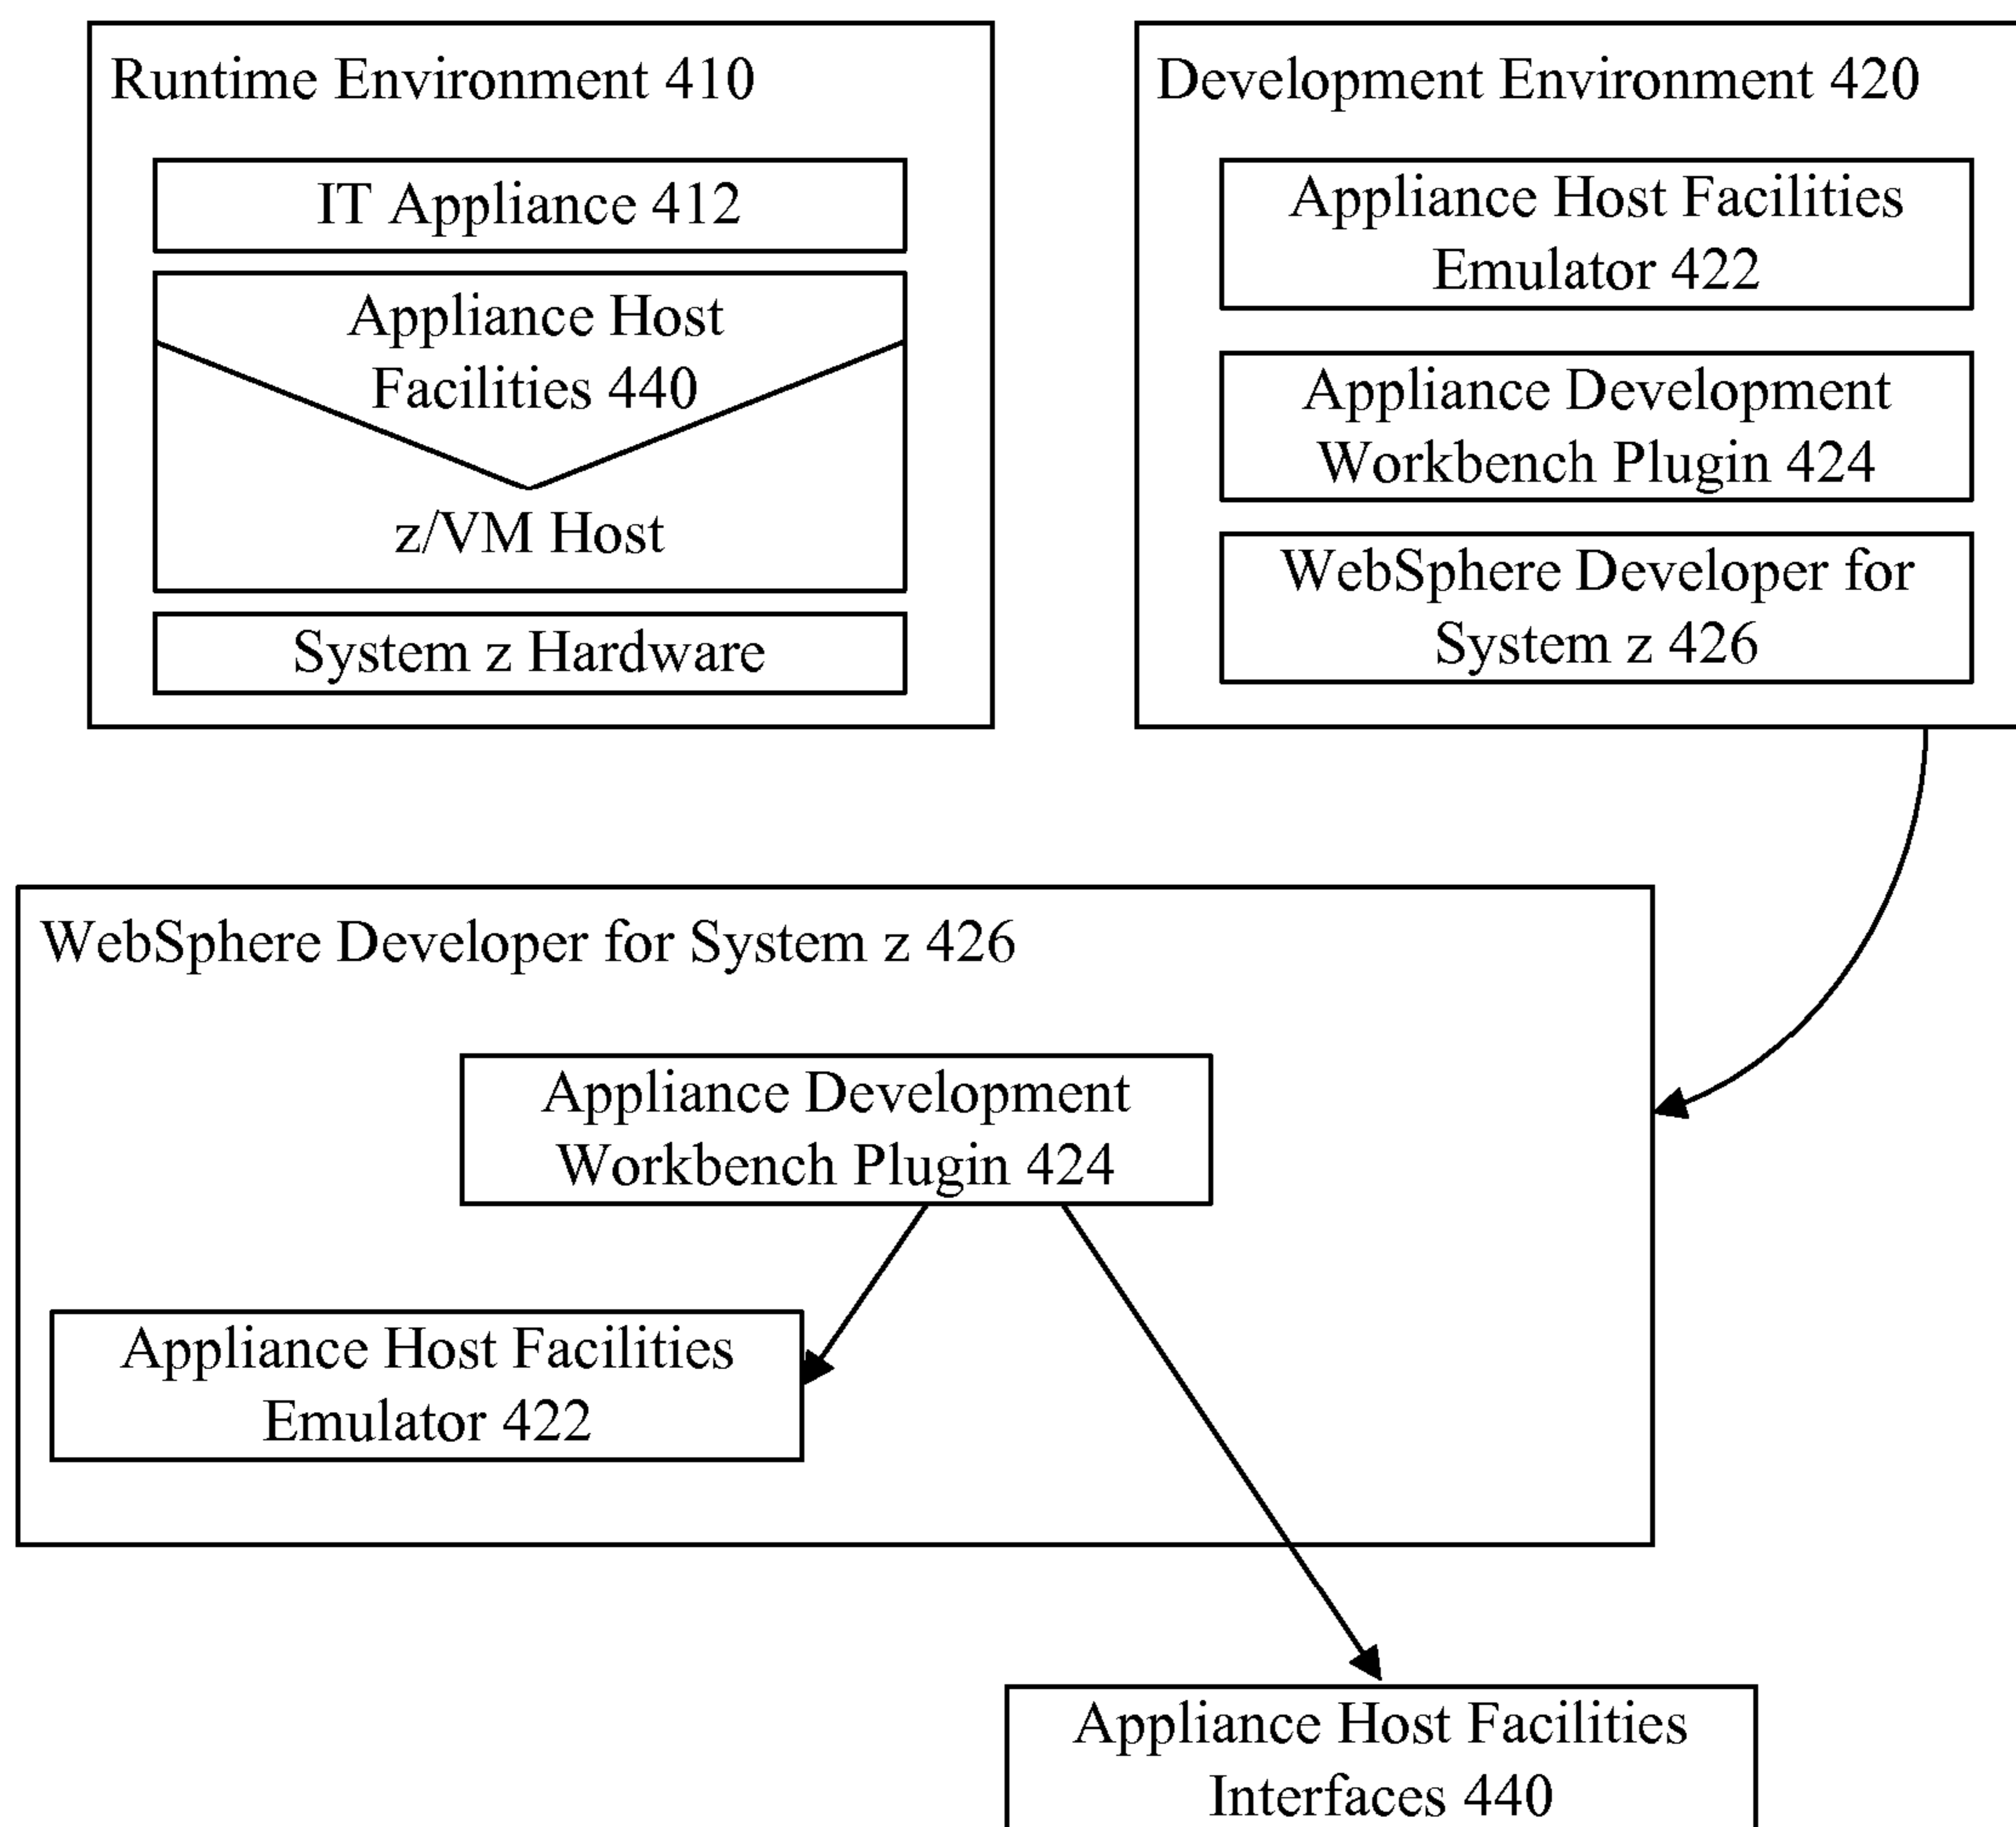 Runtime Environment 410
IT Appliance 412
Appliance Host
Facilities 440
z/VM Host
System z Hardware
Development Environment 420
Appliance Host Facilities
Emulator 422
Appliance Development
Workbench Plugin 424
WebSphere Developer for
System z 426
WebSphere Developer for System z 426
Appliance Development
Workbench Plugin 424
Appliance Host Facilities
Emulator 422
Appliance Host Facilities
Interfaces 440